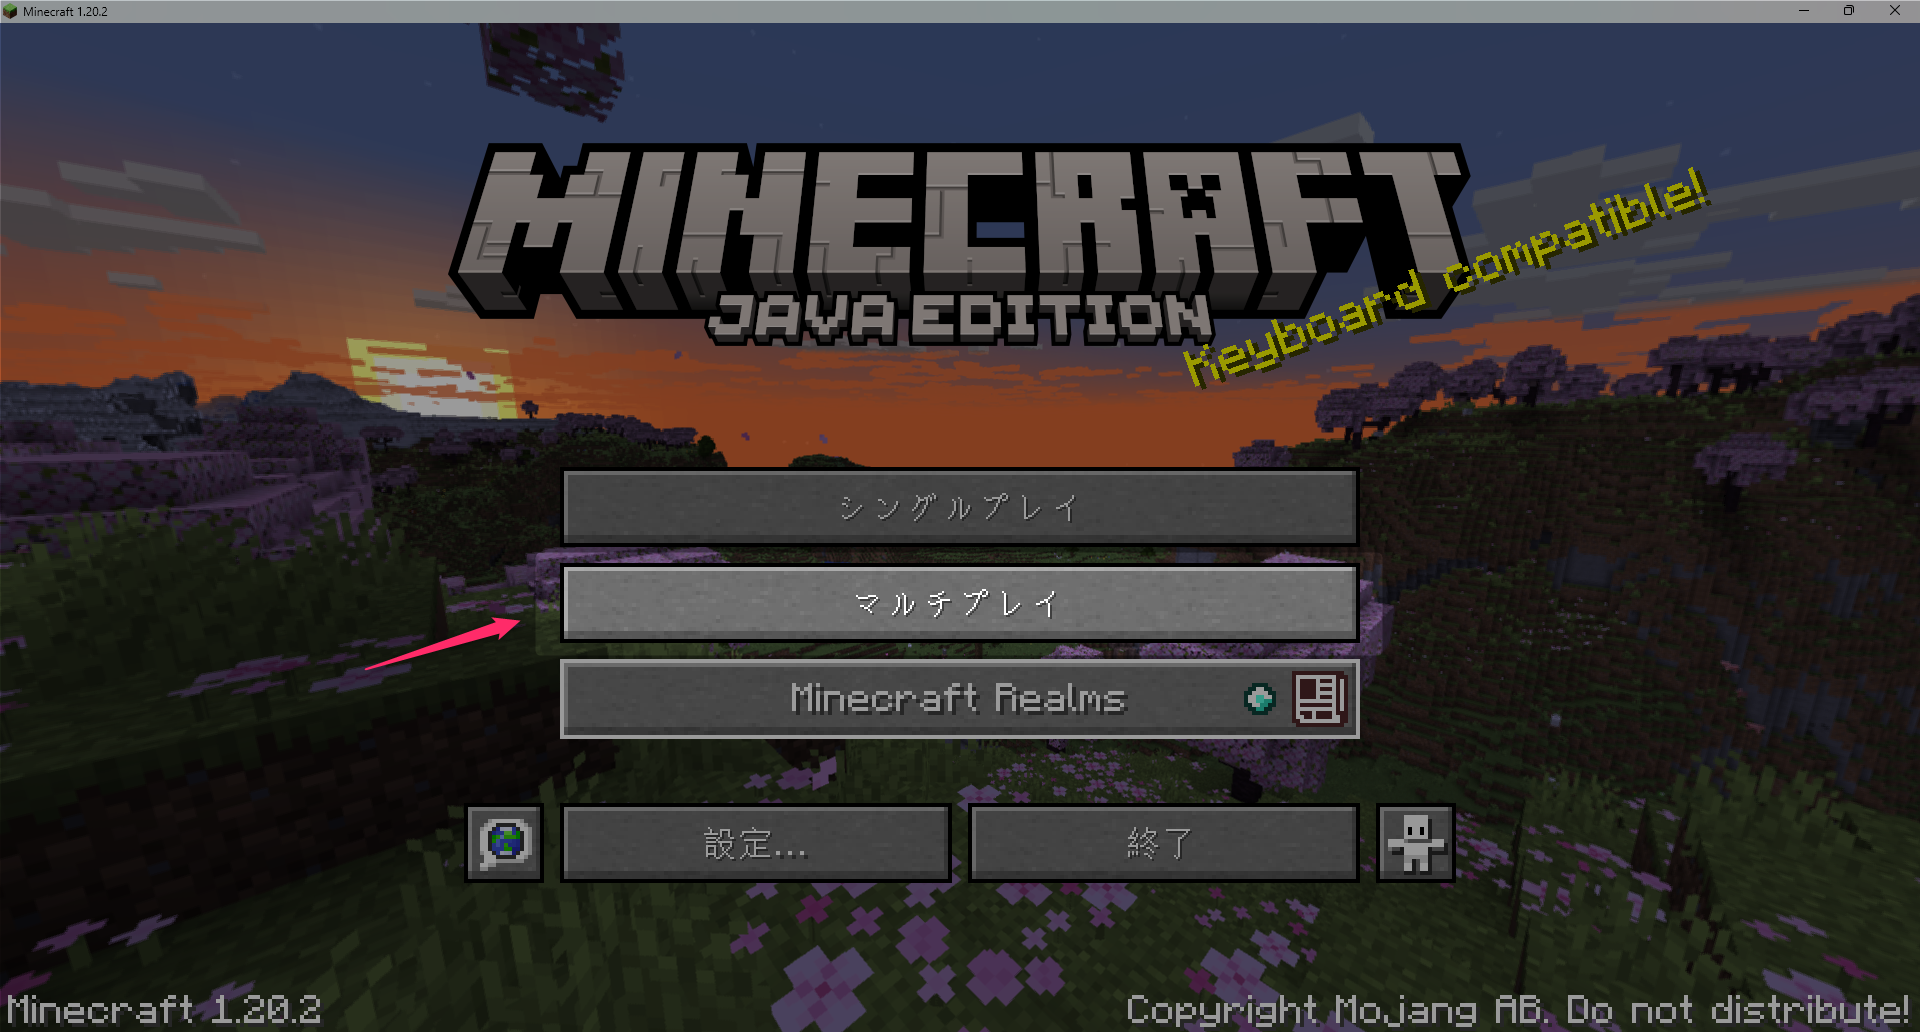 Minecraft 1.20.2
MINECRAFT
JAVA EDITION
Keyboard compatible!
シングルプレイ
マルチプレイ
Minecraft Realms
設定...
終了
Minecraft 1.20.2
Copyright Mojang AB. Do not distribute!